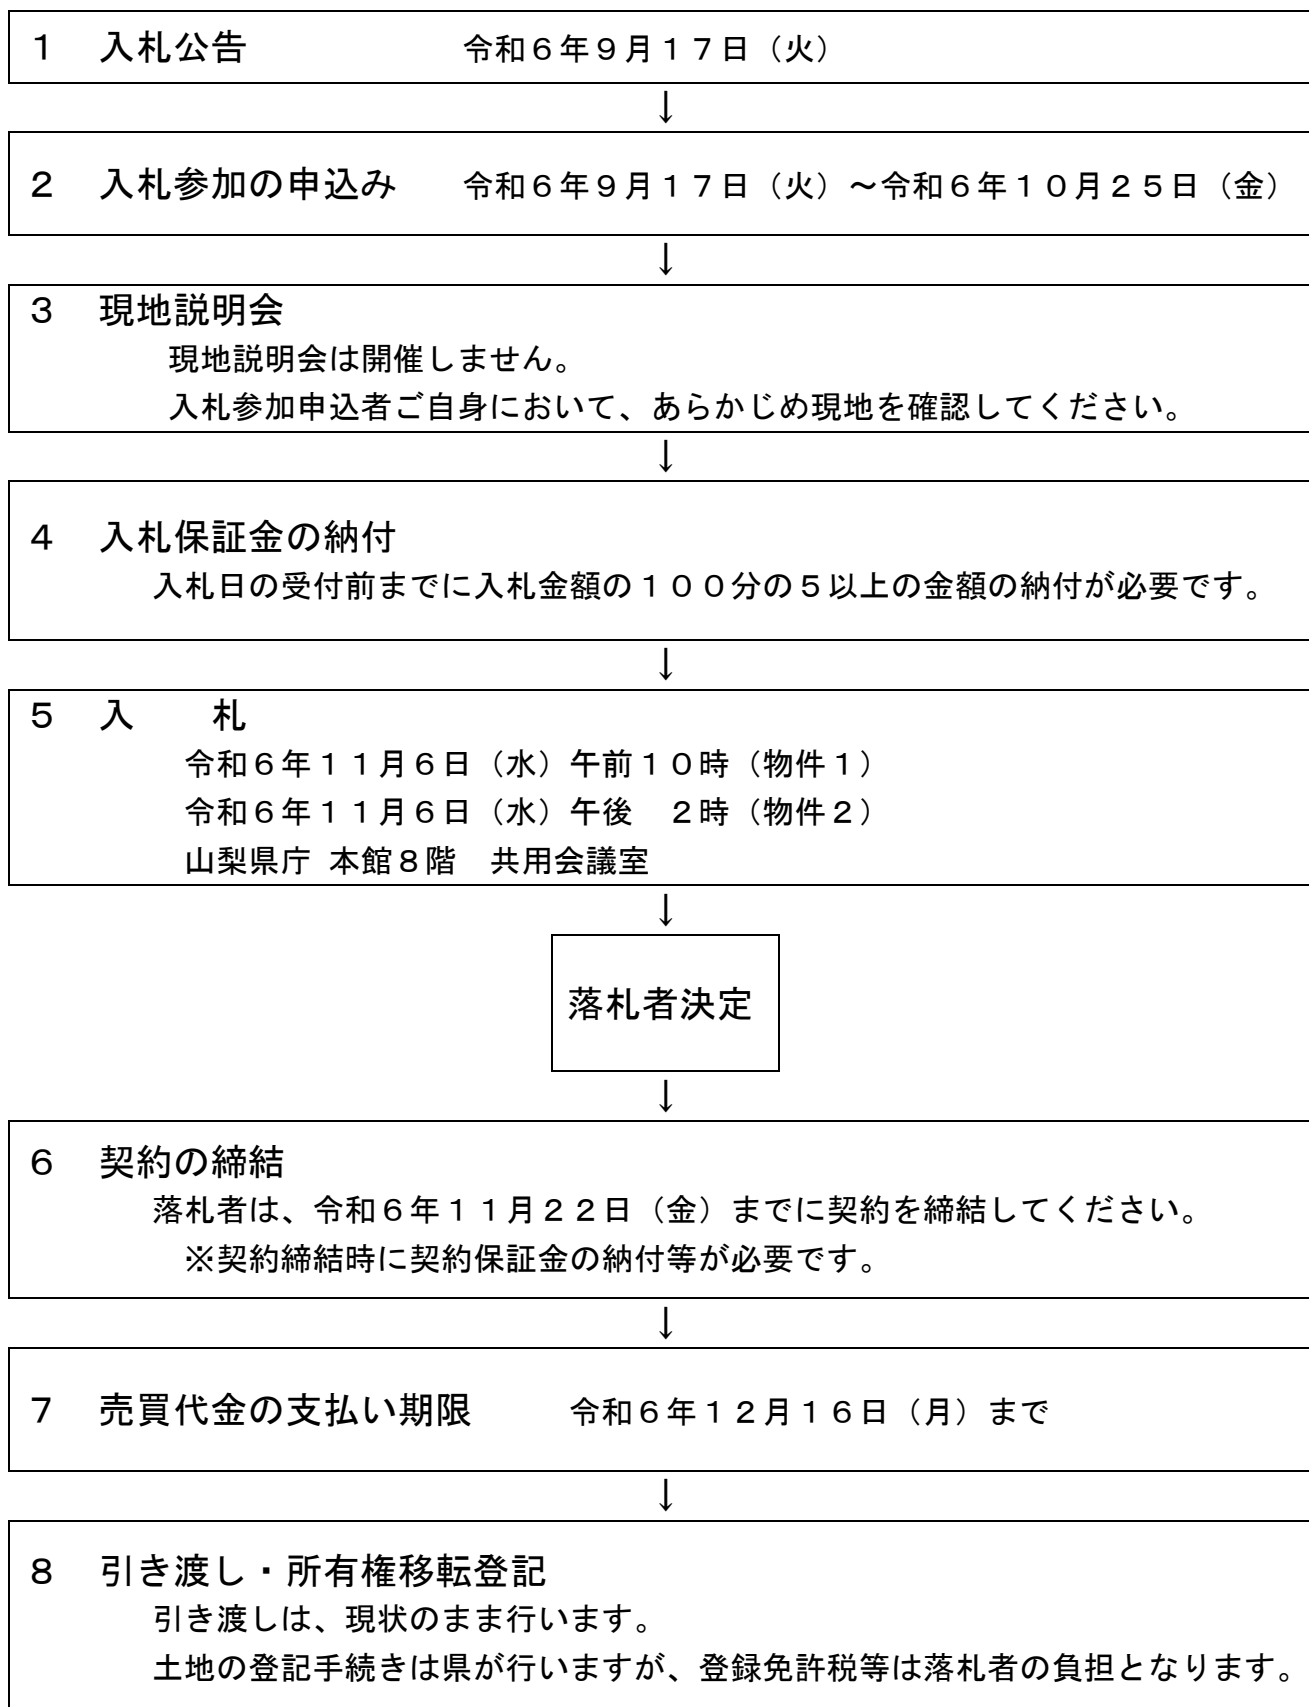 １　入札公告　　　　　　令和６年９月１７日（火）
↓
２　入札参加の申込み　　令和６年９月１７日（火）～令和６年１０月２５日（金）
↓
３　現地説明会
現地説明会は開催しません。
入札参加申込者ご自身において、あらかじめ現地を確認してください。
↓
４　入札保証金の納付
入札日の受付前までに入札金額の１００分の５以上の金額の納付が必要です。
↓
５　入　　札
令和６年１１月６日（水）午前１０時（物件１）
令和６年１１月６日（水）午後　２時（物件２）
山梨県庁 本館８階　共用会議室
↓
落札者決定
↓
６　契約の締結
落札者は、令和６年１１月２２日（金）までに契約を締結してください。
※契約締結時に契約保証金の納付等が必要です。
↓
７　売買代金の支払い期限　　　令和６年１２月１６日（月）まで
↓
８　引き渡し・所有権移転登記
引き渡しは、現状のまま行います。
土地の登記手続きは県が行いますが、登録免許税等は落札者の負担となります。